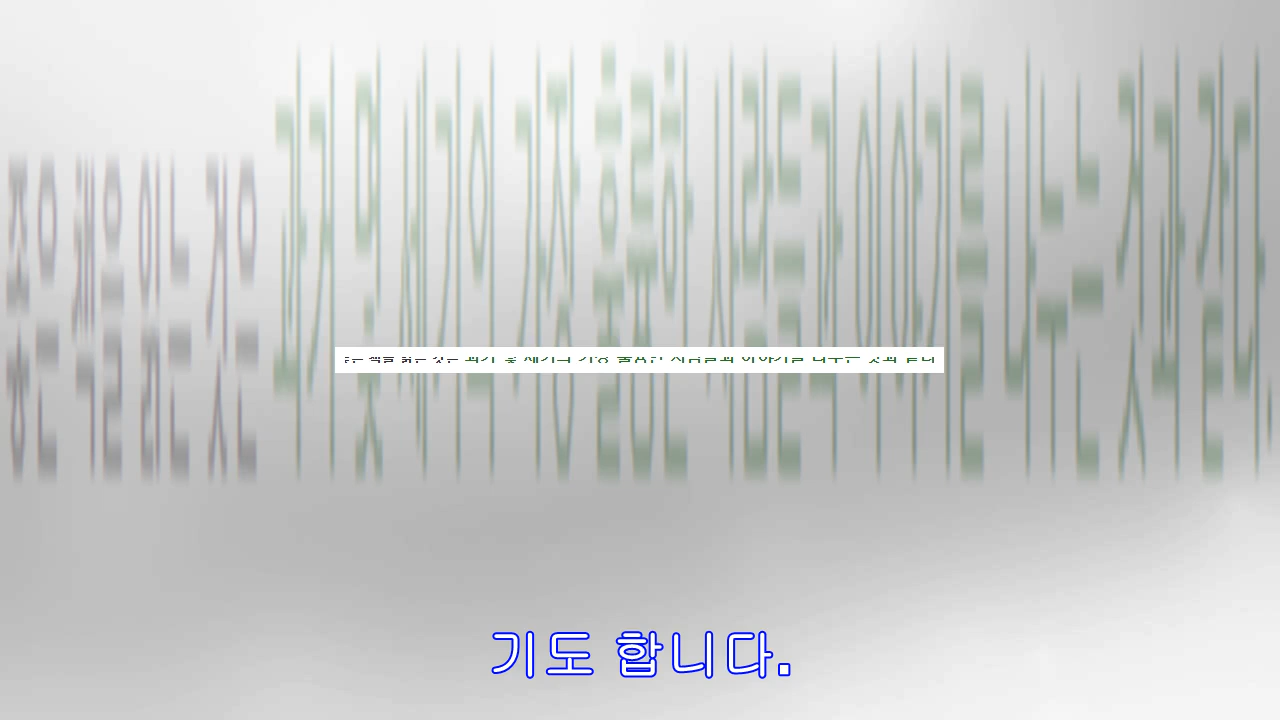 좋은 책을 읽는 것은 과거 몇 세기의 가장 훌륭한 사람들과 이야기를 나누는 것과 같다.
기도 합니다.